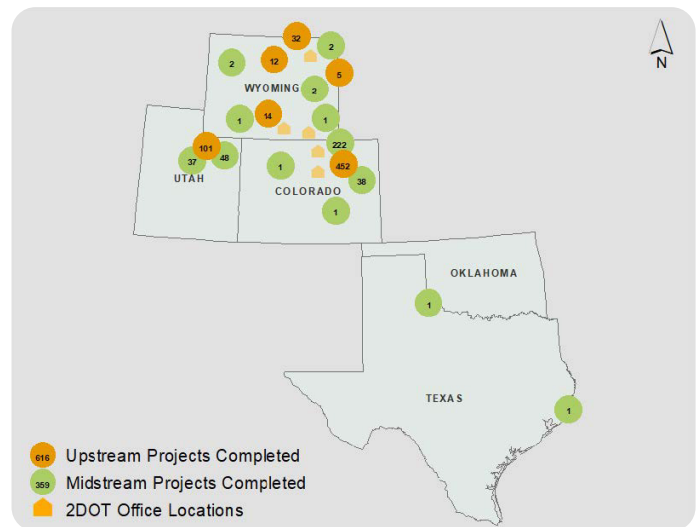 32
2
2
12
N
5
WYOMING
2
1
14
1
222
101
37
48
1
452
38
UTAH
COLORADO
1
OKLAHOMA
1
TEXAS
1
616 Upstream Projects Completed
359 Midstream Projects Completed
2DOT Office Locations